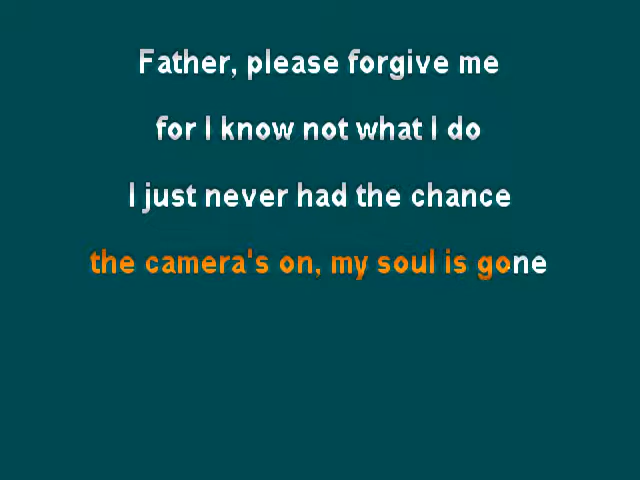 Father, please forgive me
for I know not what I do
I just never had the chance
the camera's on, my soul is gone